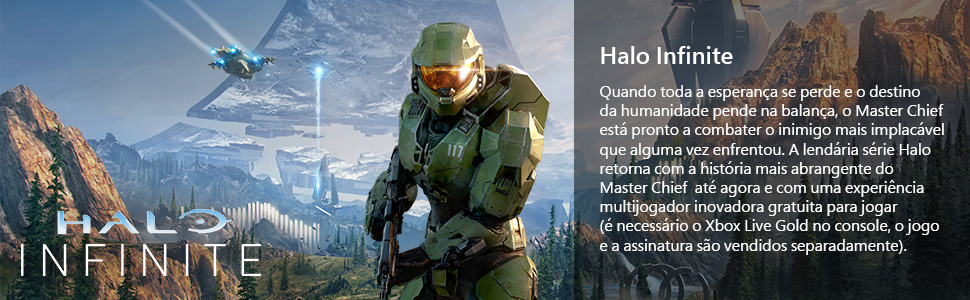 HALO
INFINITE
117
Halo Infinite
Quando toda a esperança se perde e o destino
da humanidade pende na balança, o Master Chief
está pronto a combater o inimigo mais implacável
que alguma vez enfrentou. A lendária série Halo
retorna com a história mais abrangente do
Master Chief até agora e com uma experiência
multijogador inovadora gratuita para jogar
(é necessário o Xbox Live Gold no console, o jogo
e a assinatura são vendidos separadamente).